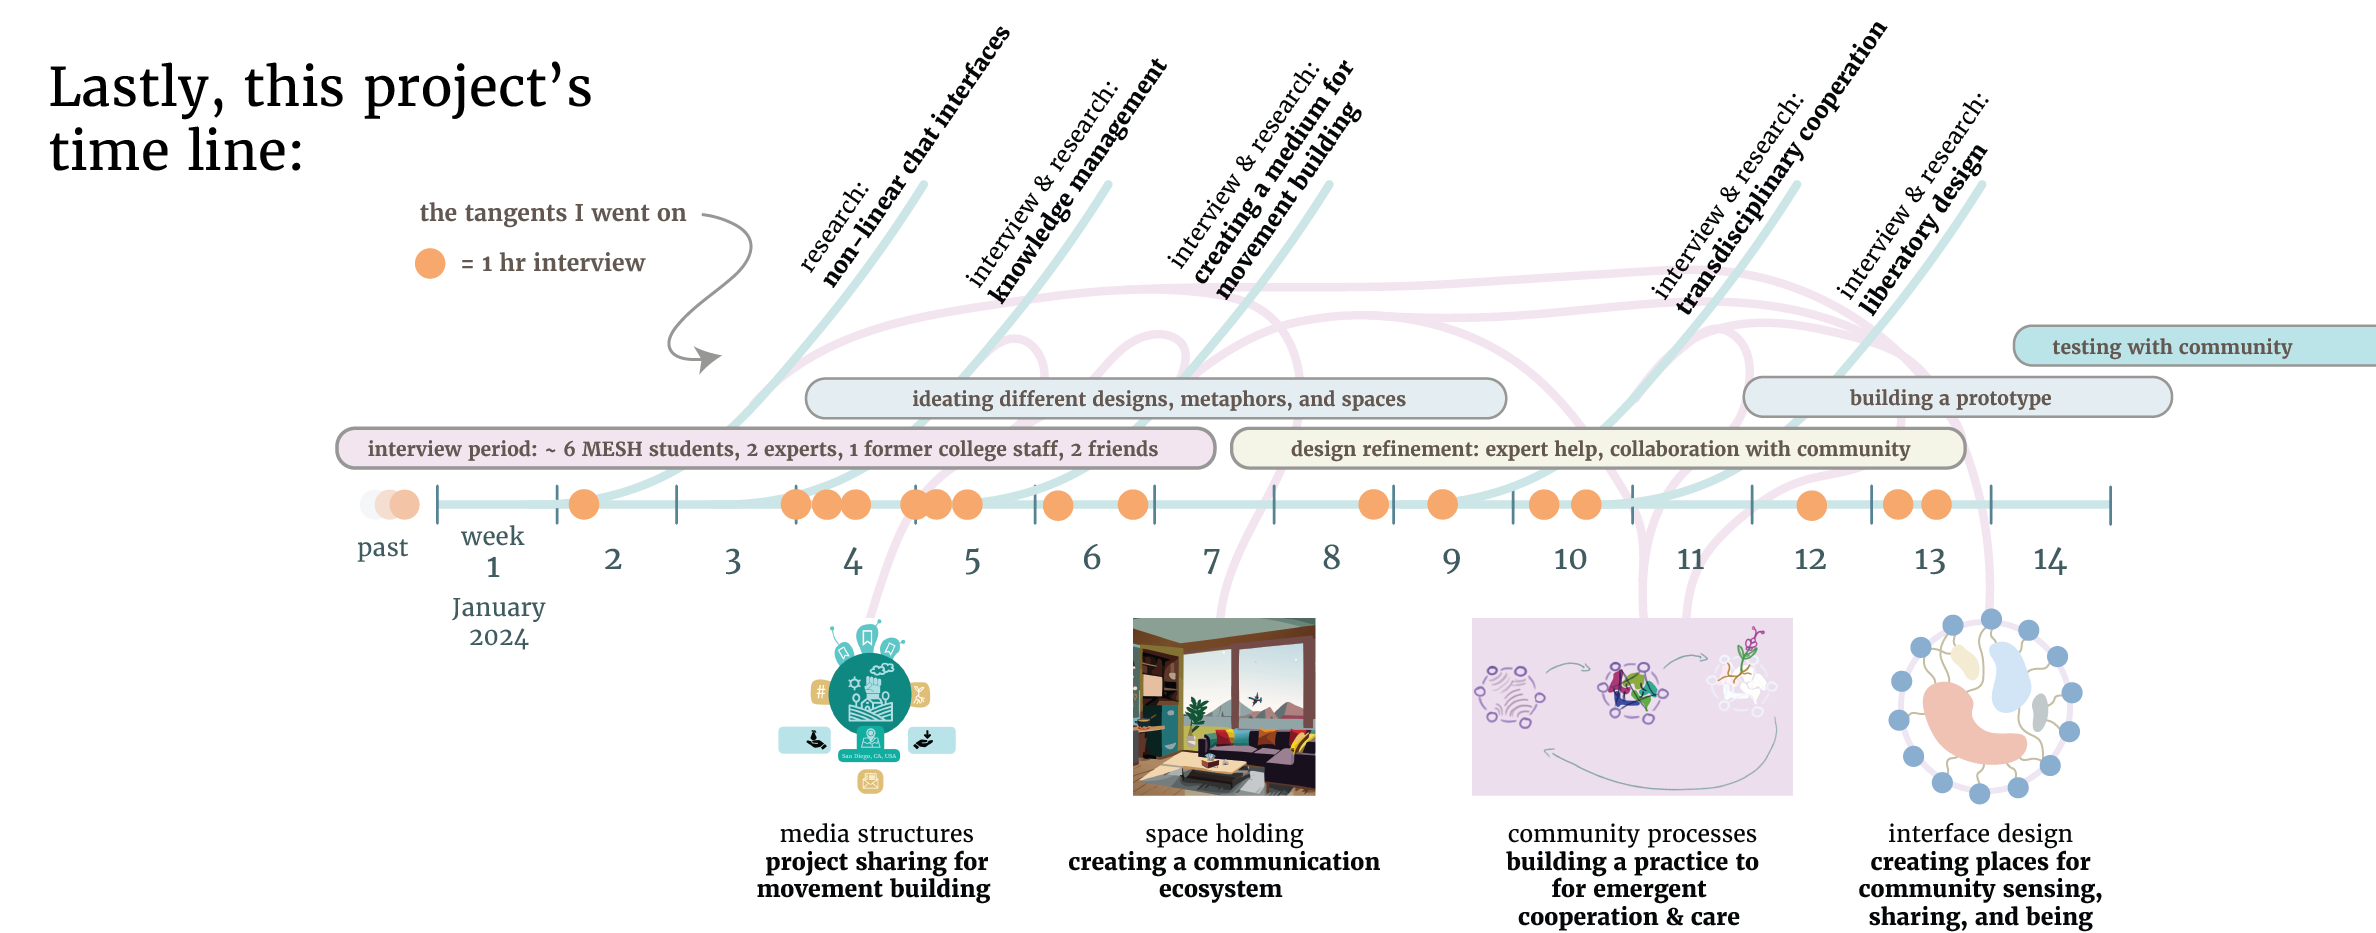 Lastly, this project's
time line:
the tangents I went on
= 1 hr interview
research:
non-linear chat interfaces
interview & research:
knowledge management
interview & research:
creating a medium for
movement building
interview & research:
transdisciplinary cooperation
interview & research:
liberatory design
testing with community
ideating different designs, metaphors, and spaces
building a prototype
interview period: ~ 6 MESH students, 2 experts, 1 former college staff, 2 friends
design refinement: expert help, collaboration with community
past
week
1
2
3
4
5
6
7
8
9
10
11
12
13
14
January
2024
#
San Diego, CA, USA
media structures
project sharing for
movement building
space holding
creating a communication
ecosystem
community processes
building a practice to
for emergent
cooperation & care
interface design
creating places for
community sensing,
sharing, and being